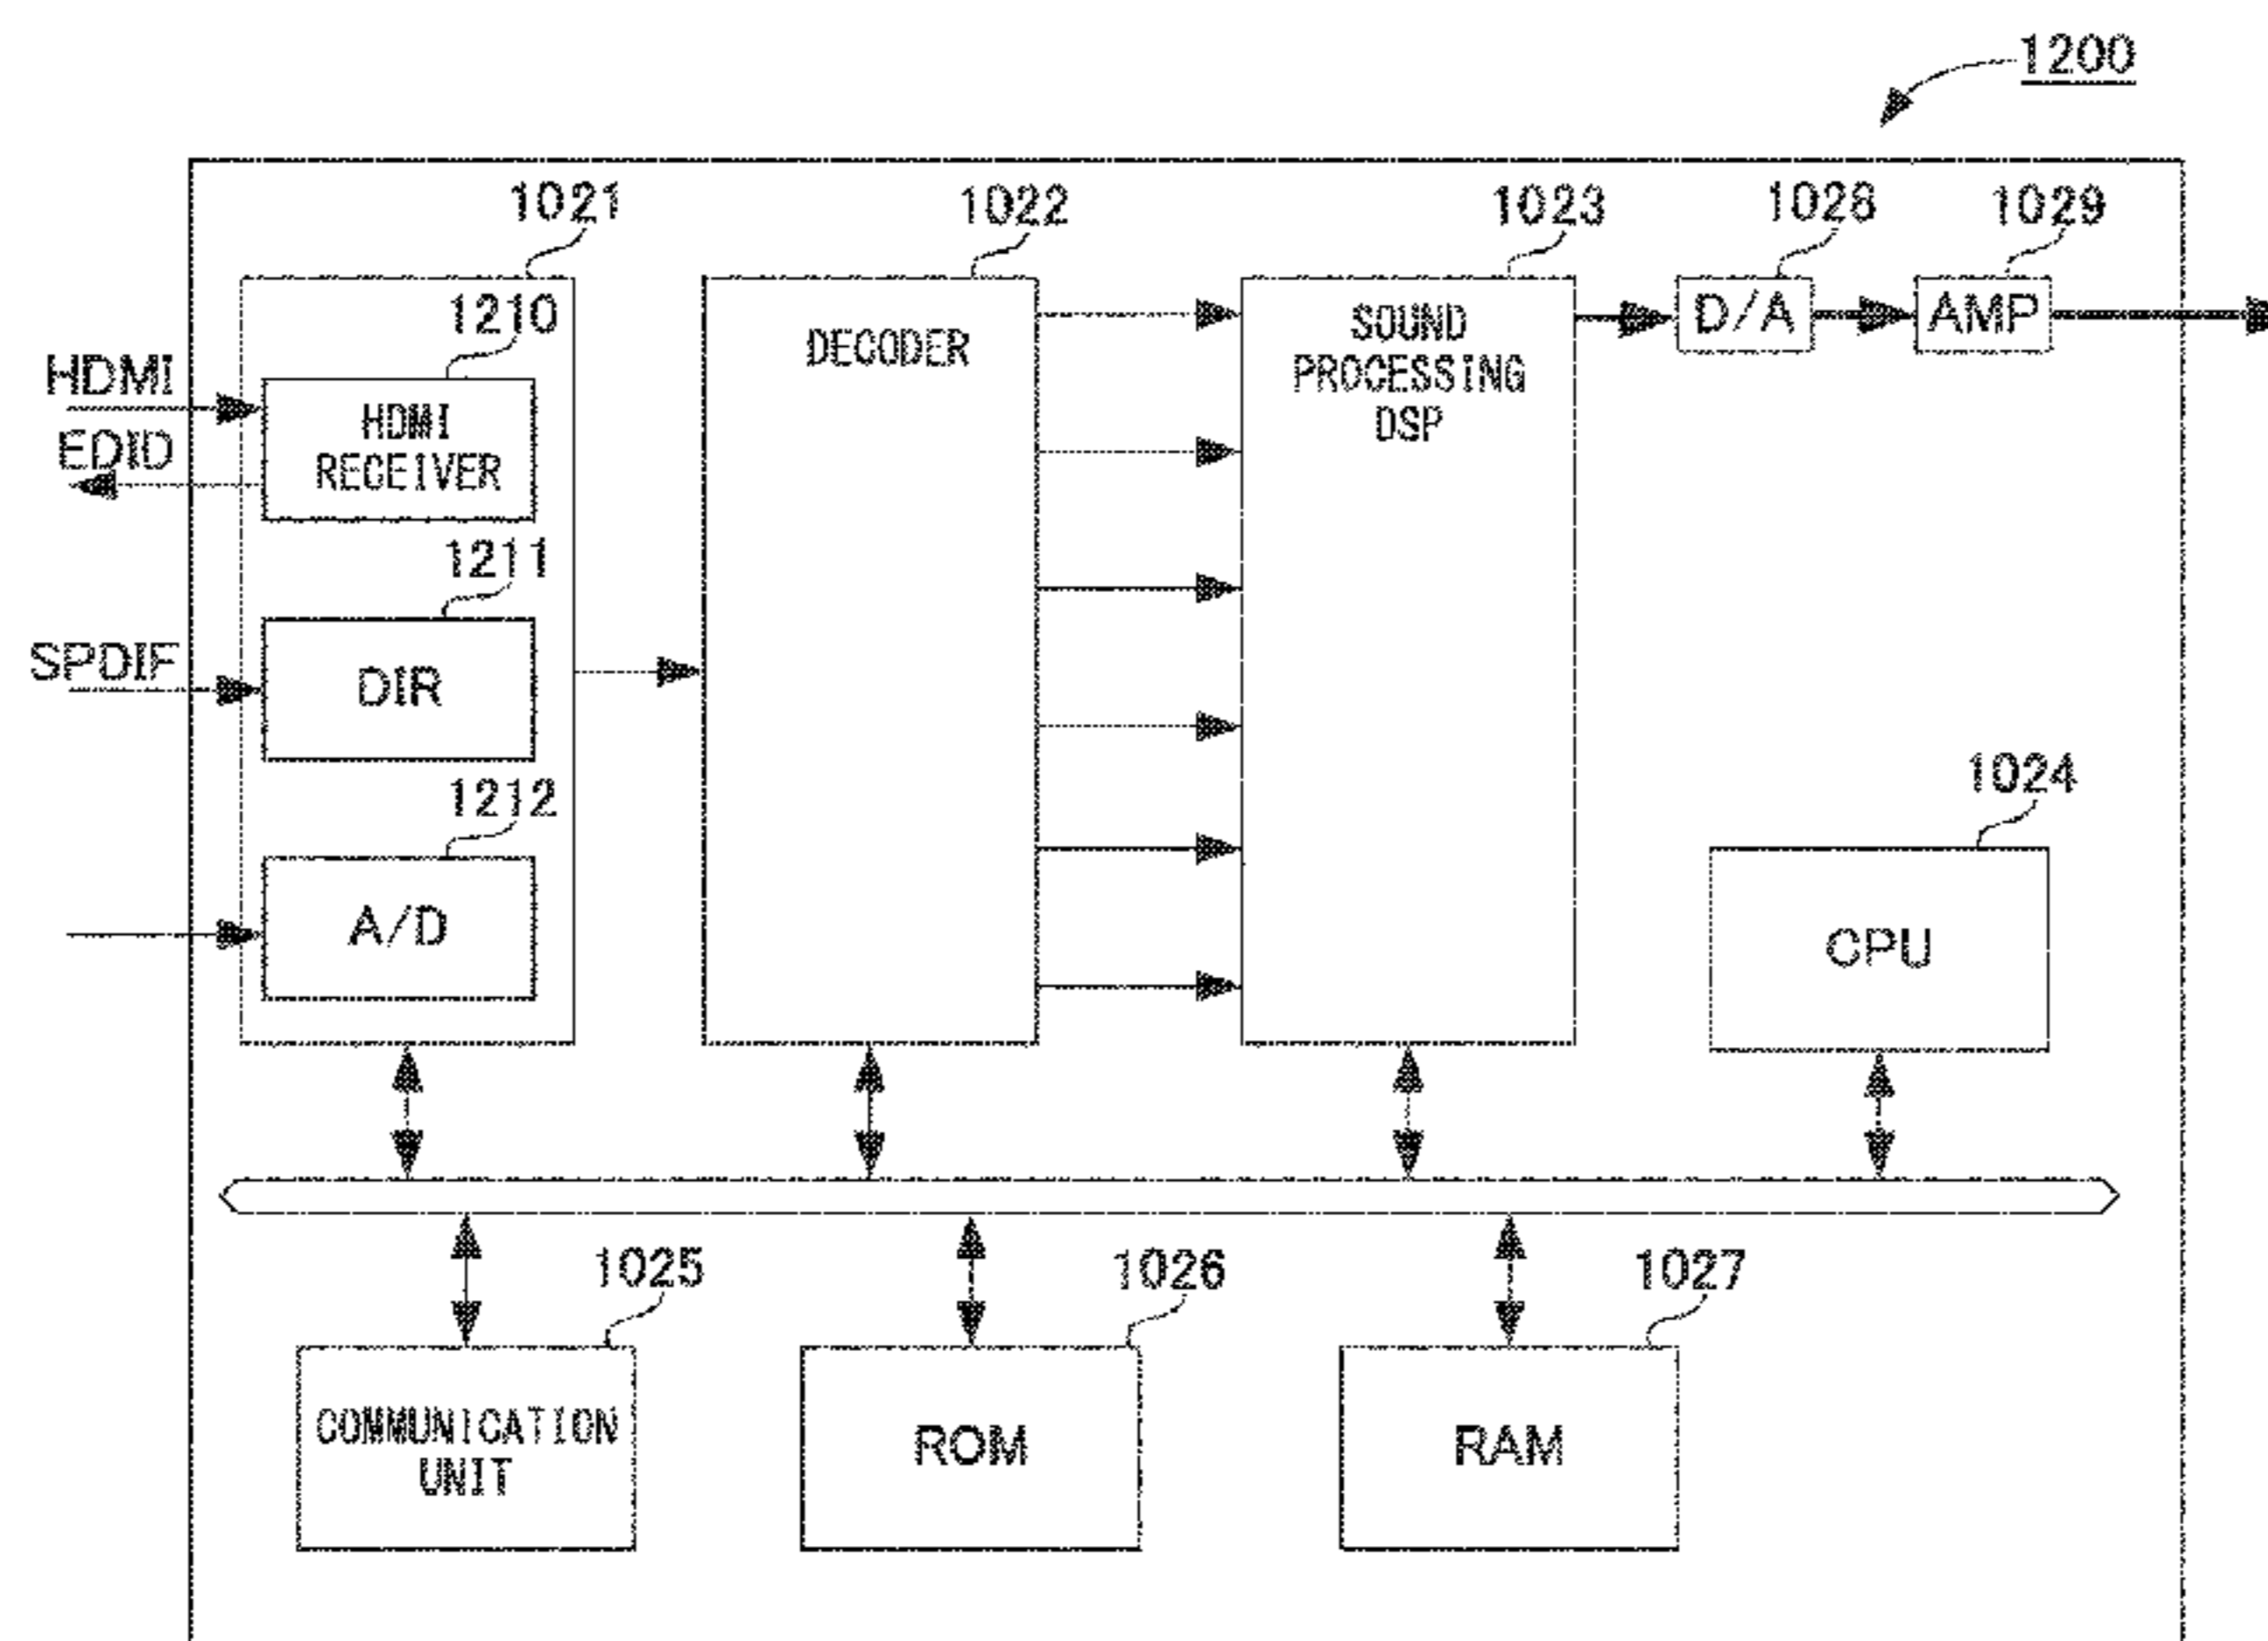 1200
1021
1022
1023
1028
1029
1210
HDMI
EDID
HDMI
RECEIVER
DECODER
SOUND
PROCESSING
DSP
D/A
AMP
1211
SPDIF
DIR
1212
A/D
1024
CPU
1025
COMMUNICATION
UNIT
1026
ROM
1027
RAM